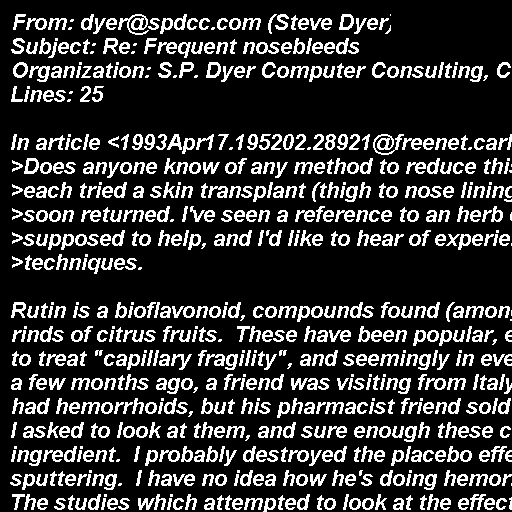 From: dyer@spdcc.com (Steve Dyer)
Subject: Re: Frequent nosebleeds
Organization: S.P. Dyer Computer Consulting, C
Lines: 25
In article <1993Apr17.195202.28921@freenet.carl
>Does anyone know of any method to reduce this
>each tried a skin transplant (thigh to nose lining
>soon returned. I've seen a reference to an herb
>supposed to help, and I'd like to hear of experie
>techniques.
Rutin is a bioflavonoid, compounds found (among
rinds of citrus fruits.  These have been popular, e
to treat "capillary fragility", and seemingly in eve
a few months ago, a friend was visiting from Italy
had hemorrhoids, but his pharmacist friend sold
I asked to look at them, and sure enough these c
ingredient.  I probably destroyed the placebo effe
sputtering.  I have no idea how he's doing hemor
The studies which attempted to look at the effect